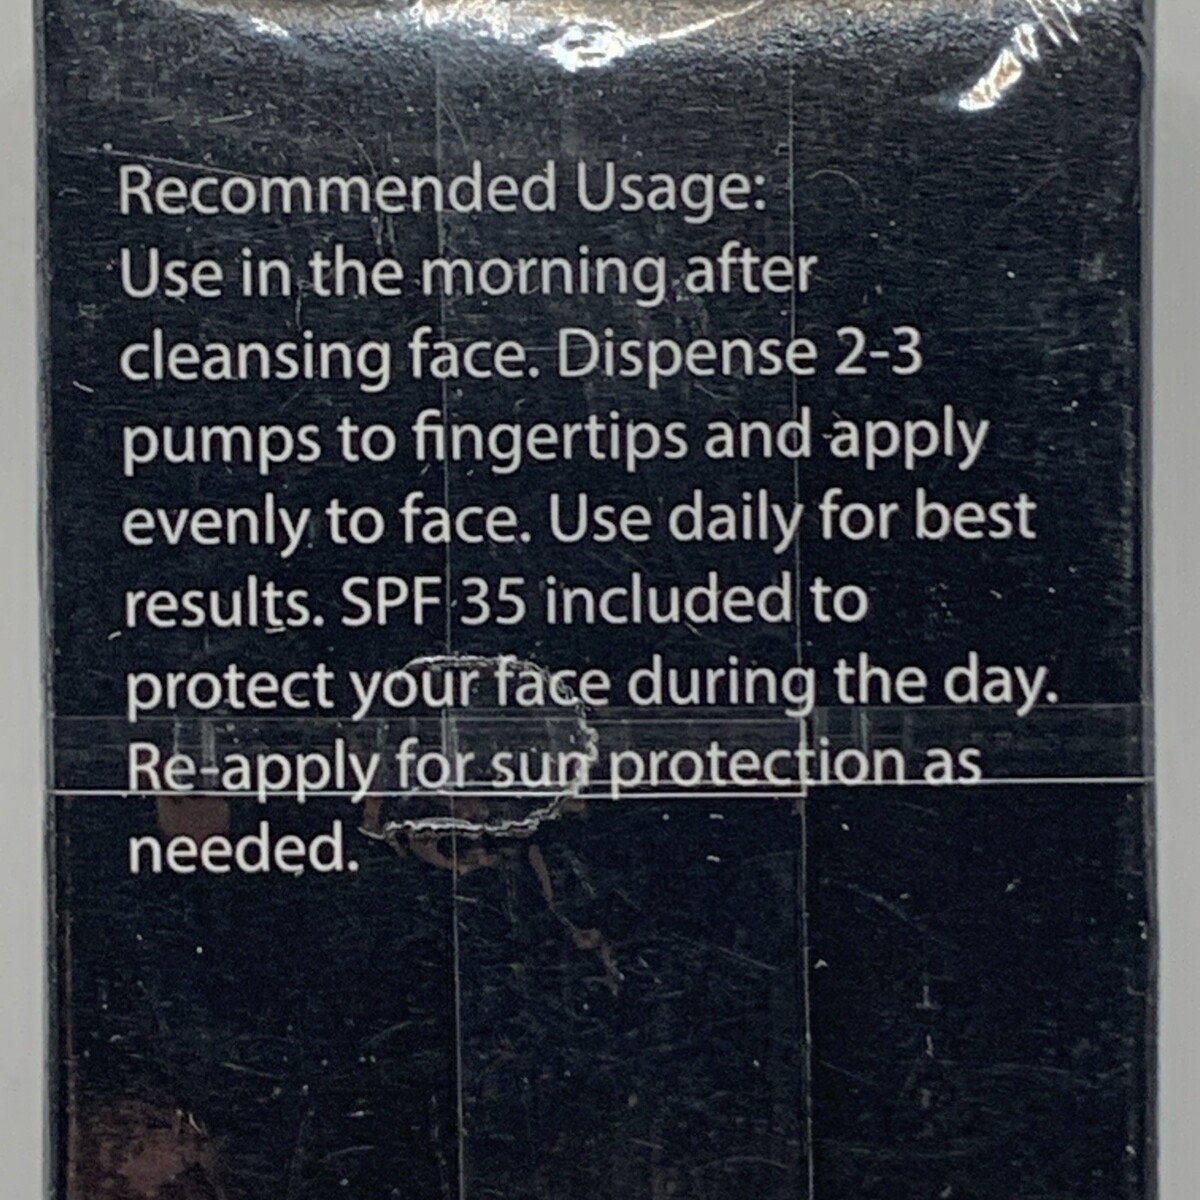 Recommended Usage:
Use in the morning after
cleansing face. Dispense 2-3
pumps to fingertips and apply
evenly to face. Use daily for best
results. SPF 35 included to
protect your face during the day.
Re-apply for sun protection as
needed.